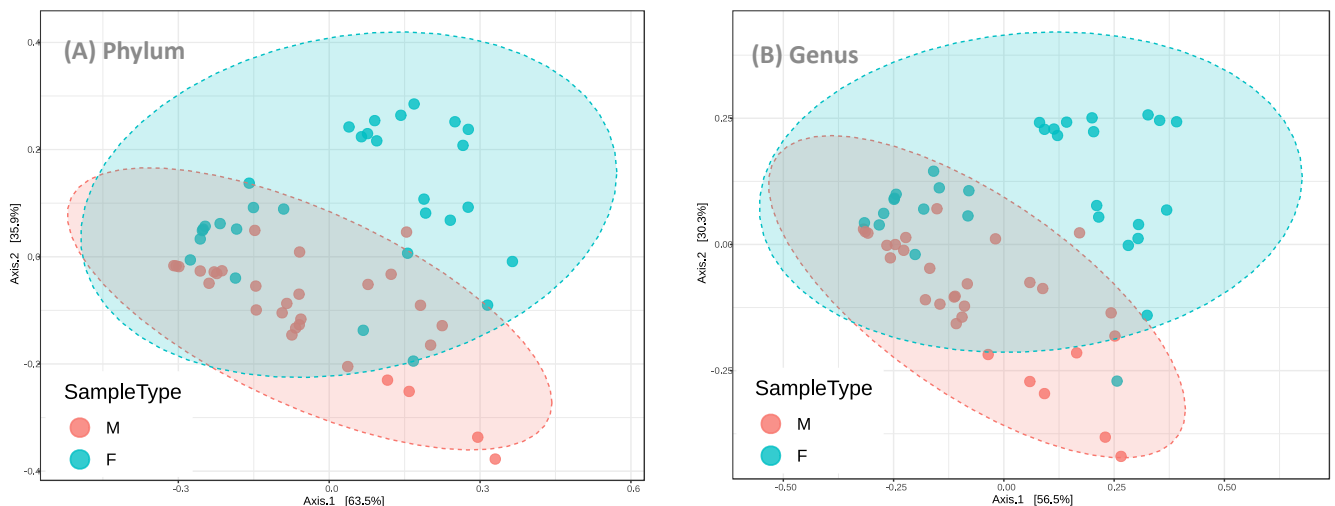 (A) Phylum
0.4
0.2
0.0
-0.2
-0.4
Axis.2 [35.9%]
SampleType
M
F
-0.3
0.0
0.3
0.6
Axis.1 [63.5%]
(B) Genus
0.25
0.00
-0.25
Axis.2 [30.3%]
SampleType
M
F
-0.50
-0.25
0.00
0.25
0.50
Axis.1 [56.5%]